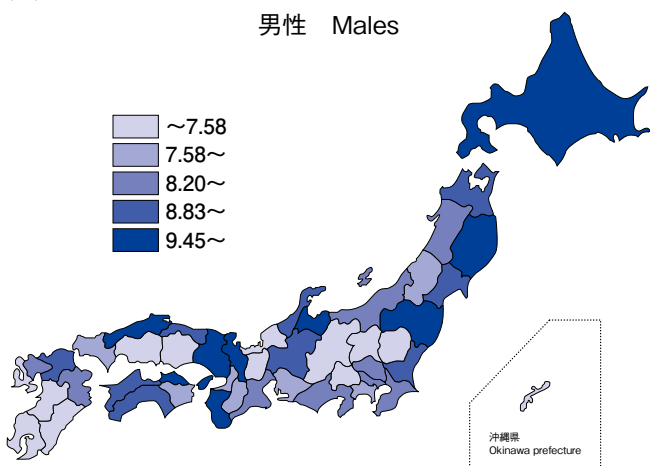 男性 Males
～7.58
7.58～
8.20～
8.83～
9.45～
沖縄県
Okinawa prefecture